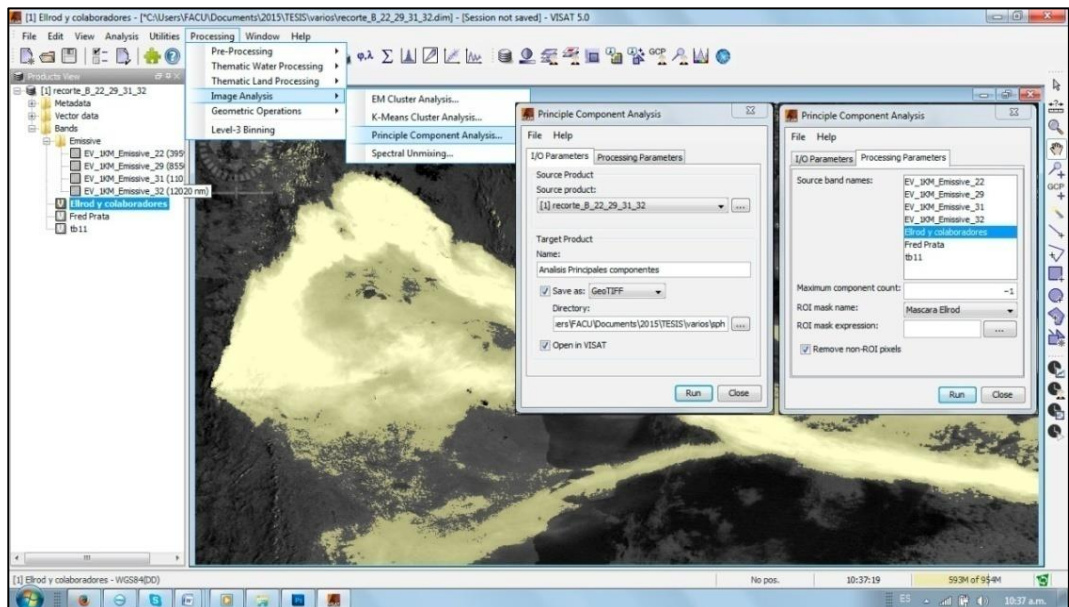 [1] Ellrod y colaboradores - [*C:\Users\FACU\Documents\2015\TESIS\varios\recorte_B_22_29_31_32.dim] - [Session not saved] - VISAT 5.0
File Edit View Analysis Utilities Processing Window Help
Products View
[1] recorte_B_22_29_31_32
Metadata
Vector data
Bands
Emissive
EV_1KM_Emissive_22 (395
EV_1KM_Emissive_29 (855
EV_1KM_Emissive_31 (110
EV_1KM_Emissive_32 (12020 nm)
Ellrod y colaboradores
Fred Prata
tb11
Pre-Processing
Thematic Water Processing
Thematic Land Processing
Image Analysis
Geometric Operations
Level-3 Binning
EM Cluster Analysis...
K-Means Cluster Analysis...
Principle Component Analysis...
Spectral Unmixing...
φ,λ Σ
GCP
GCP
Principle Component Analysis
File Help
I/O Parameters Processing Parameters
Source Product
Source product:
[1] recorte_B_22_29_31_32
...
Target Product
Name:
Analisis Principales componentes
Save as: GeoTIFF
Directory:
ers\FACU\Documents\2015\TESIS\varios\sph
...
Open in VISAT
Run Close
Principle Component Analysis
File Help
I/O Parameters Processing Parameters
Source band names:
EV_1KM_Emissive_22
EV_1KM_Emissive_29
EV_1KM_Emissive_31
EV_1KM_Emissive_32
Ellrod y colaboradores
Fred Prata
tb11
Maximum component count: -1
ROI mask name: Mascara Ellrod
ROI mask expression: ...
Remove non-ROI pixels
Run Close
[1] Ellrod y colaboradores - WGS84(DD)
No pos. 10:37:19 593M of 954M
ES 10:37 a.m.